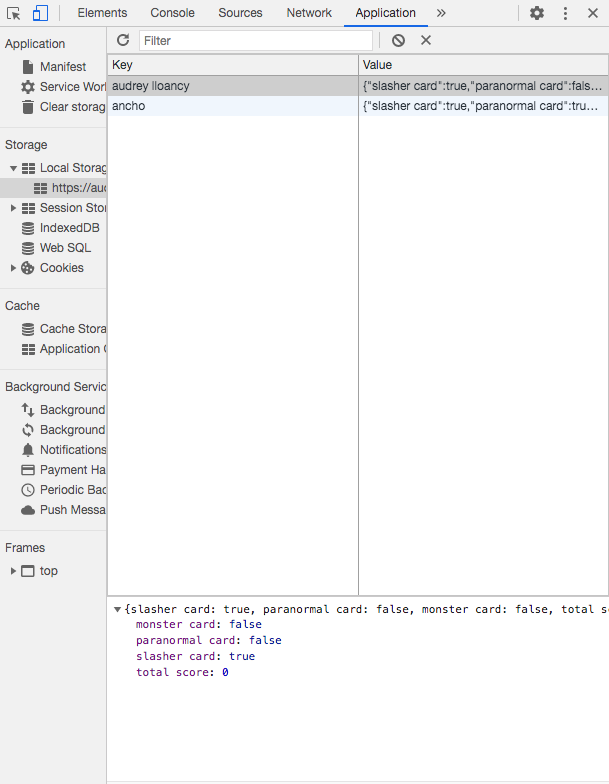 Elements Console Sources Network Application »
Application
Manifest
Service Wor
Clear storag
Storage
Local Storag
https://aud
Session Stor
IndexedDB
Web SQL
Cookies
Cache
Cache Stora
Application C
Background Servic
Background
Background
Notifications
Payment Ha
Periodic Bac
Push Messa
Frames
top
Filter
Key Value
audrey lloancy {"slasher card":true,"paranormal card":fals…
ancho {"slasher card":true,"paranormal card":tru…
{slasher card: true, paranormal card: false, monster card: false, total s
monster card: false
paranormal card: false
slasher card: true
total score: 0